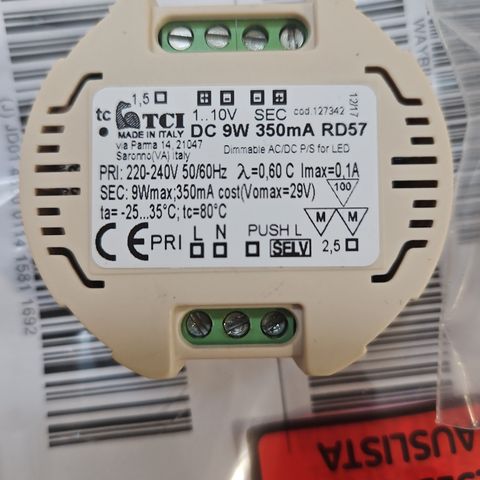 1,5
1...10V SEC cod.127342
12/17
tc TCI DC 9W 350mA RD57
MADE IN ITALY
via Parma 14, 21047
Saronno(VA) Italy
Dimmable AC/DC P/S for LED
PRI: 220-240V 50/60Hz λ=0,60 C Imax=0,1A
SEC: 9Wmax;350mA cost(Vomax=29V)
100
ta= -25...35°C; tc=80°C
M M
CE PRI L N PUSH L
SELV 2,5
AUSLISTA